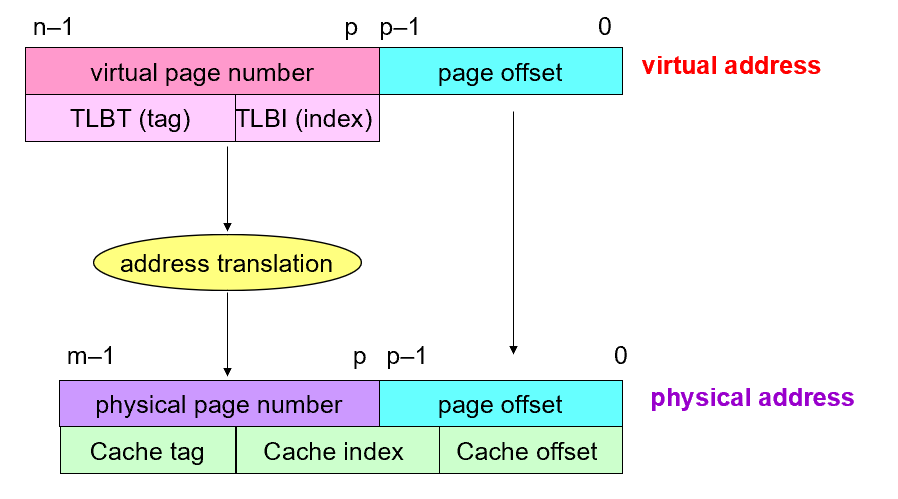 n–1 p p–1 0
virtual page number page offset virtual address
TLBT (tag) TLBI (index)
address translation
m–1 p p–1 0
physical page number page offset physical address
Cache tag Cache index Cache offset